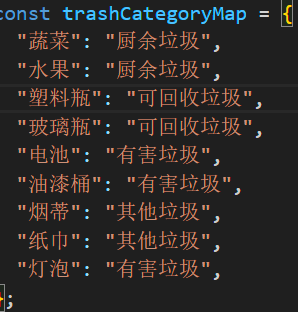 const trashCategoryMap = {
"蔬菜": "厨余垃圾",
"水果": "厨余垃圾",
"塑料瓶": "可回收垃圾",
"玻璃瓶": "可回收垃圾",
"电池": "有害垃圾",
"油漆桶": "有害垃圾",
"烟蒂": "其他垃圾",
"纸巾": "其他垃圾",
"灯泡": "有害垃圾",
};